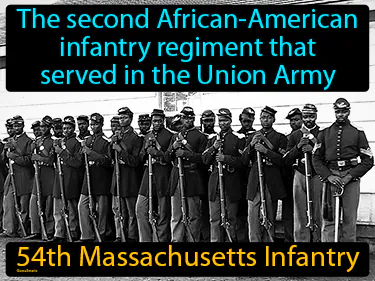 The second African-American
infantry regiment that
served in the Union Army
54th Massachusetts Infantry